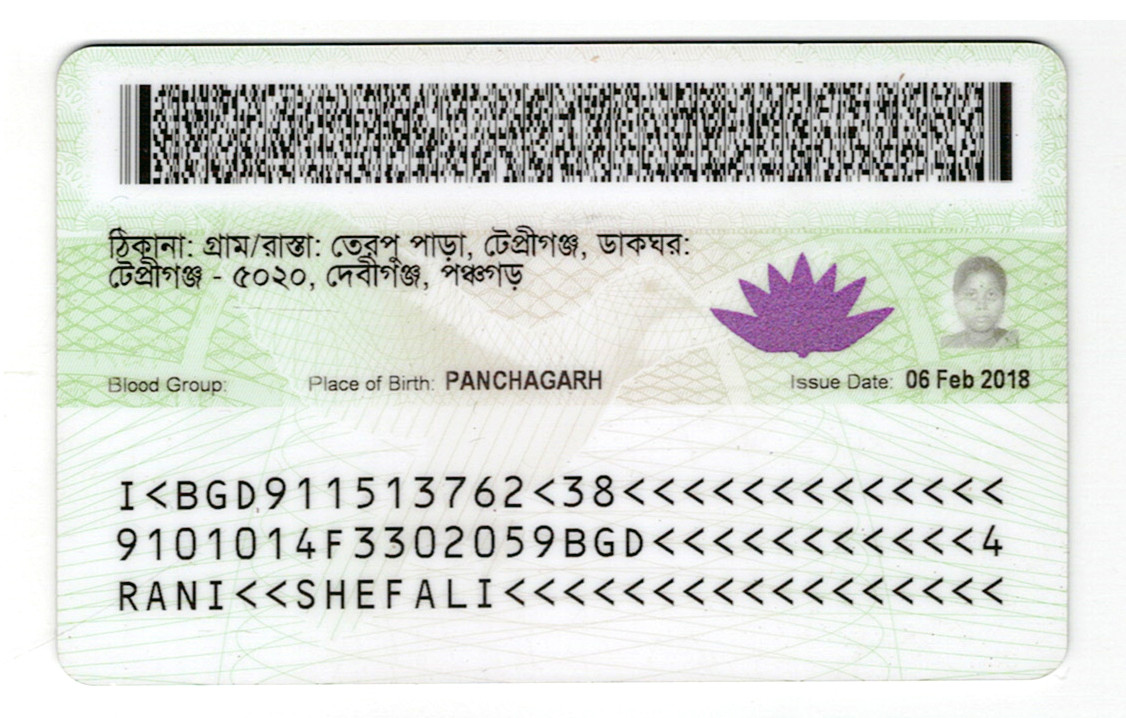 ঠিকানা: গ্রাম/রাস্তা: তেরপু পাড়া, টেপ্রীগঞ্জ, ডাকঘর:
টেপ্রীগঞ্জ - ৫০২০, দেবীগঞ্জ, পঞ্চগড়
Blood Group: Place of Birth: PANCHAGARH Issue Date: 06 Feb 2018
I<BGD911513762<38<<<<<<<<<<<<<
9101014F3302059BGD<<<<<<<<<<<4
RANI<<SHEFALI<<<<<<<<<<<<<<<<<